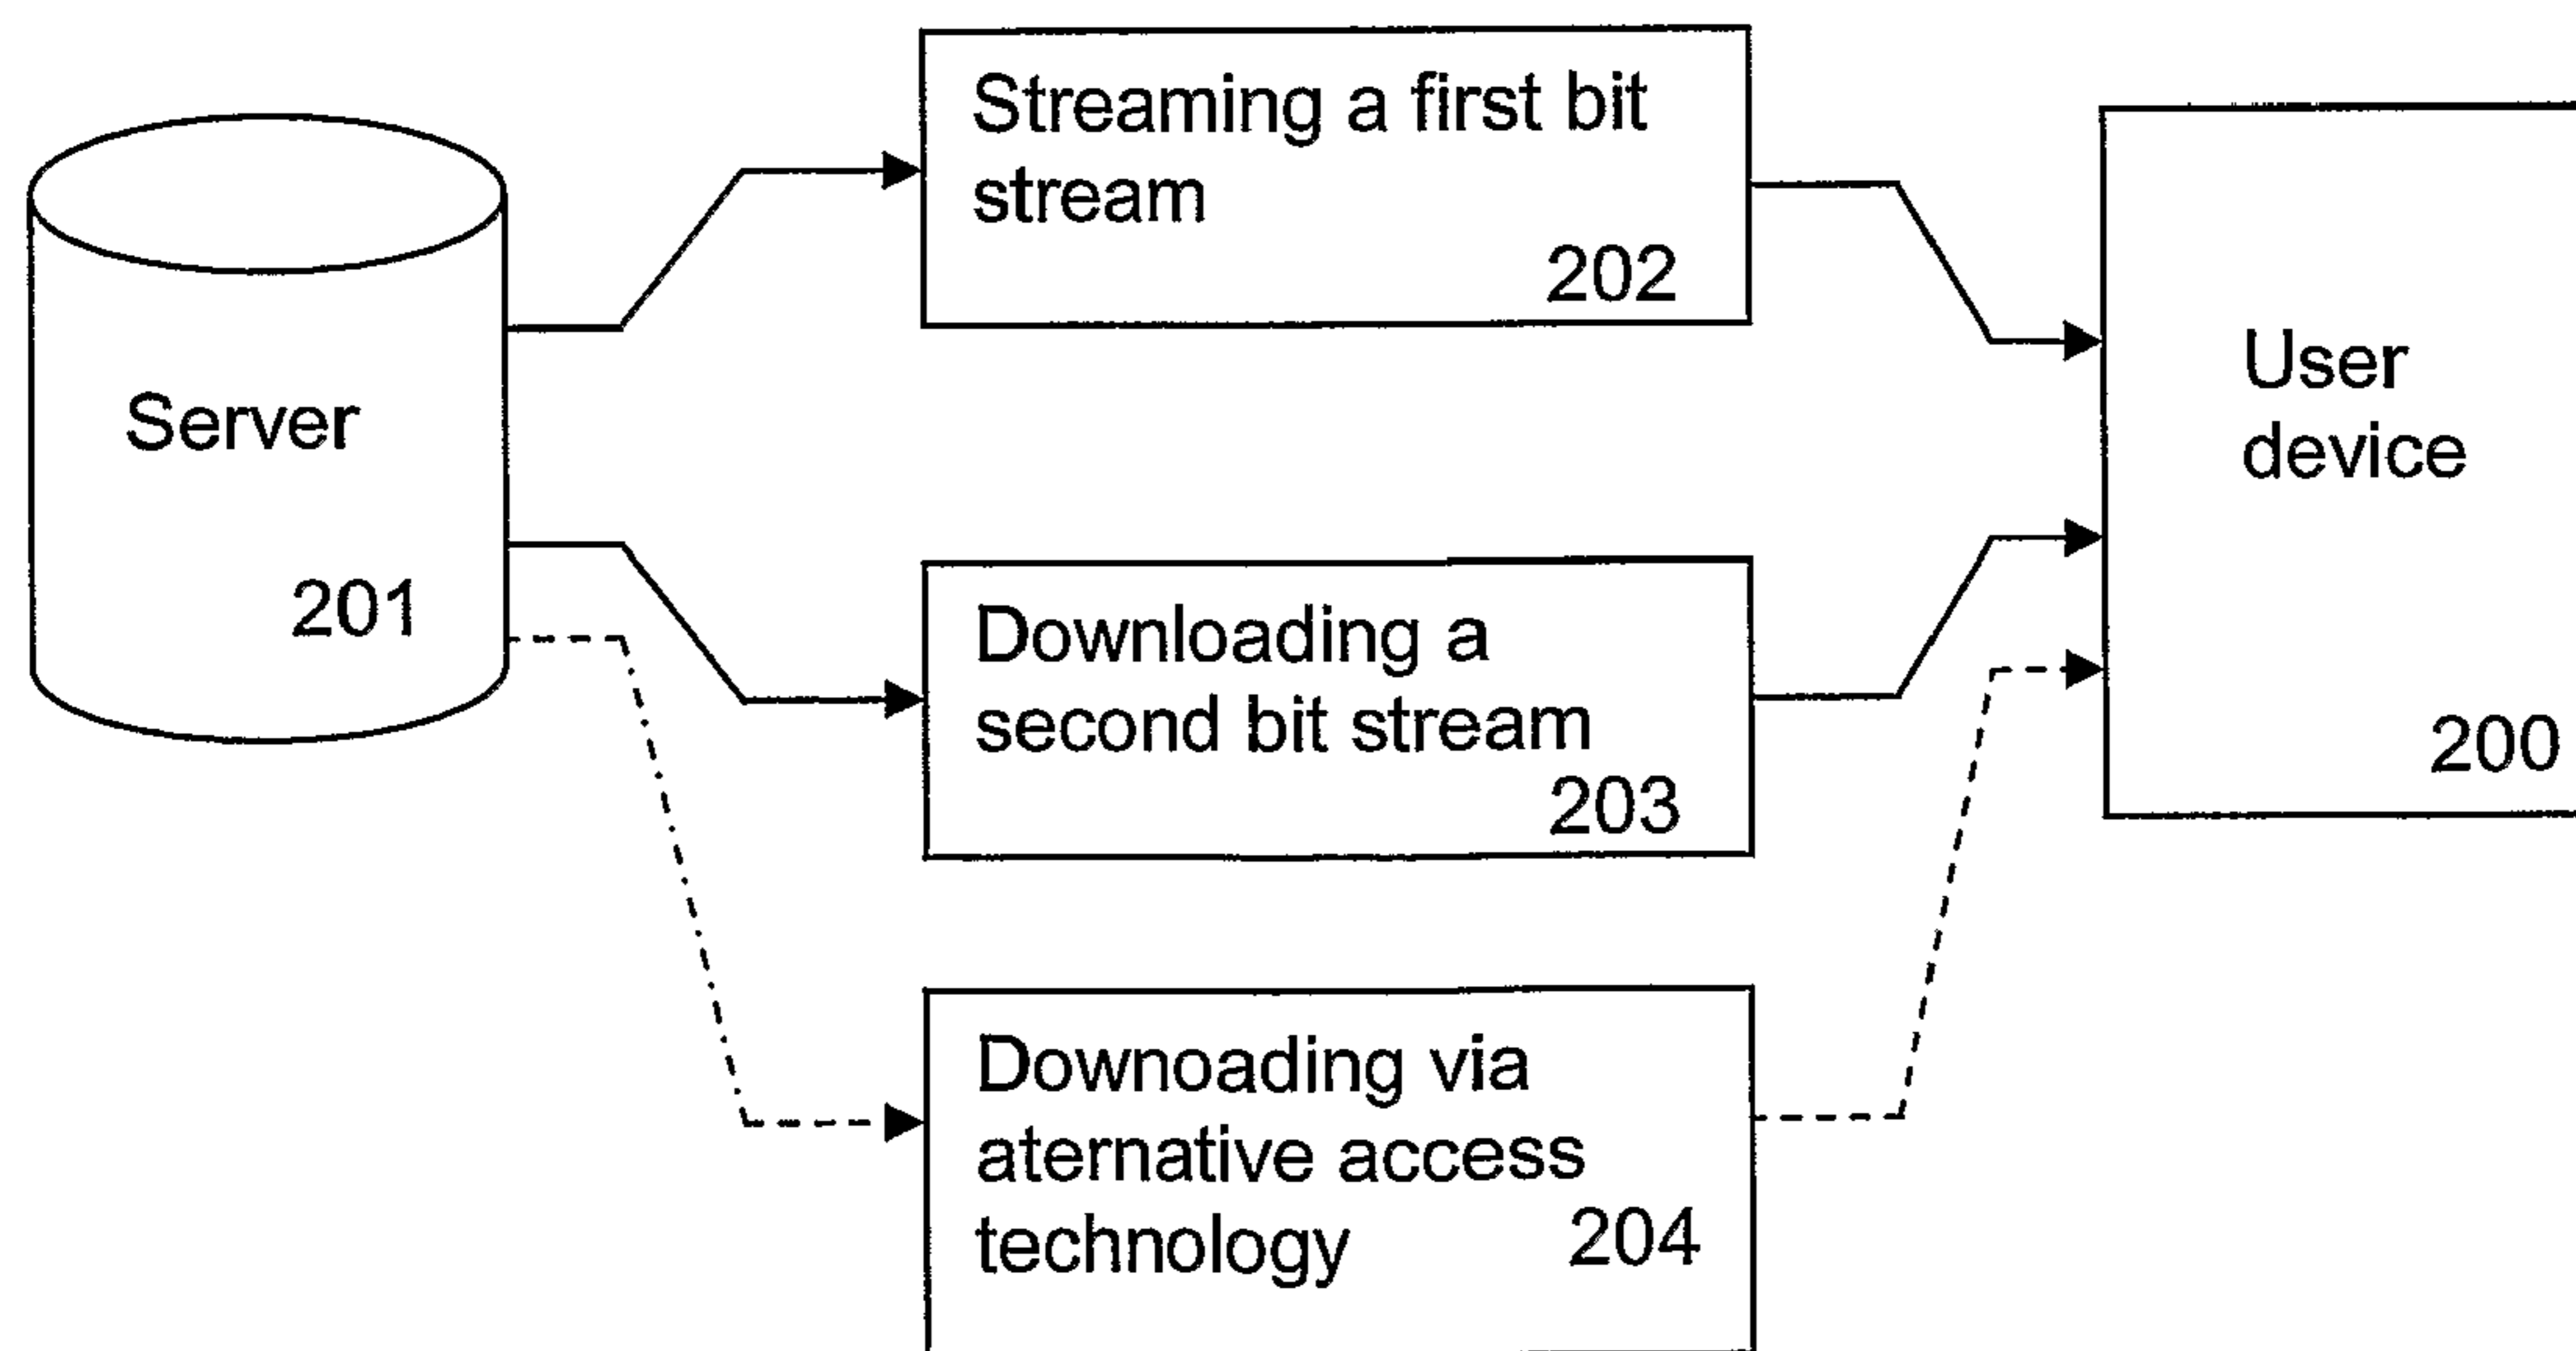 Server
201
Streaming a first bit
stream
202
Downloading a
second bit stream
203
Downoading via
aternative access
technology 204
User
device
200